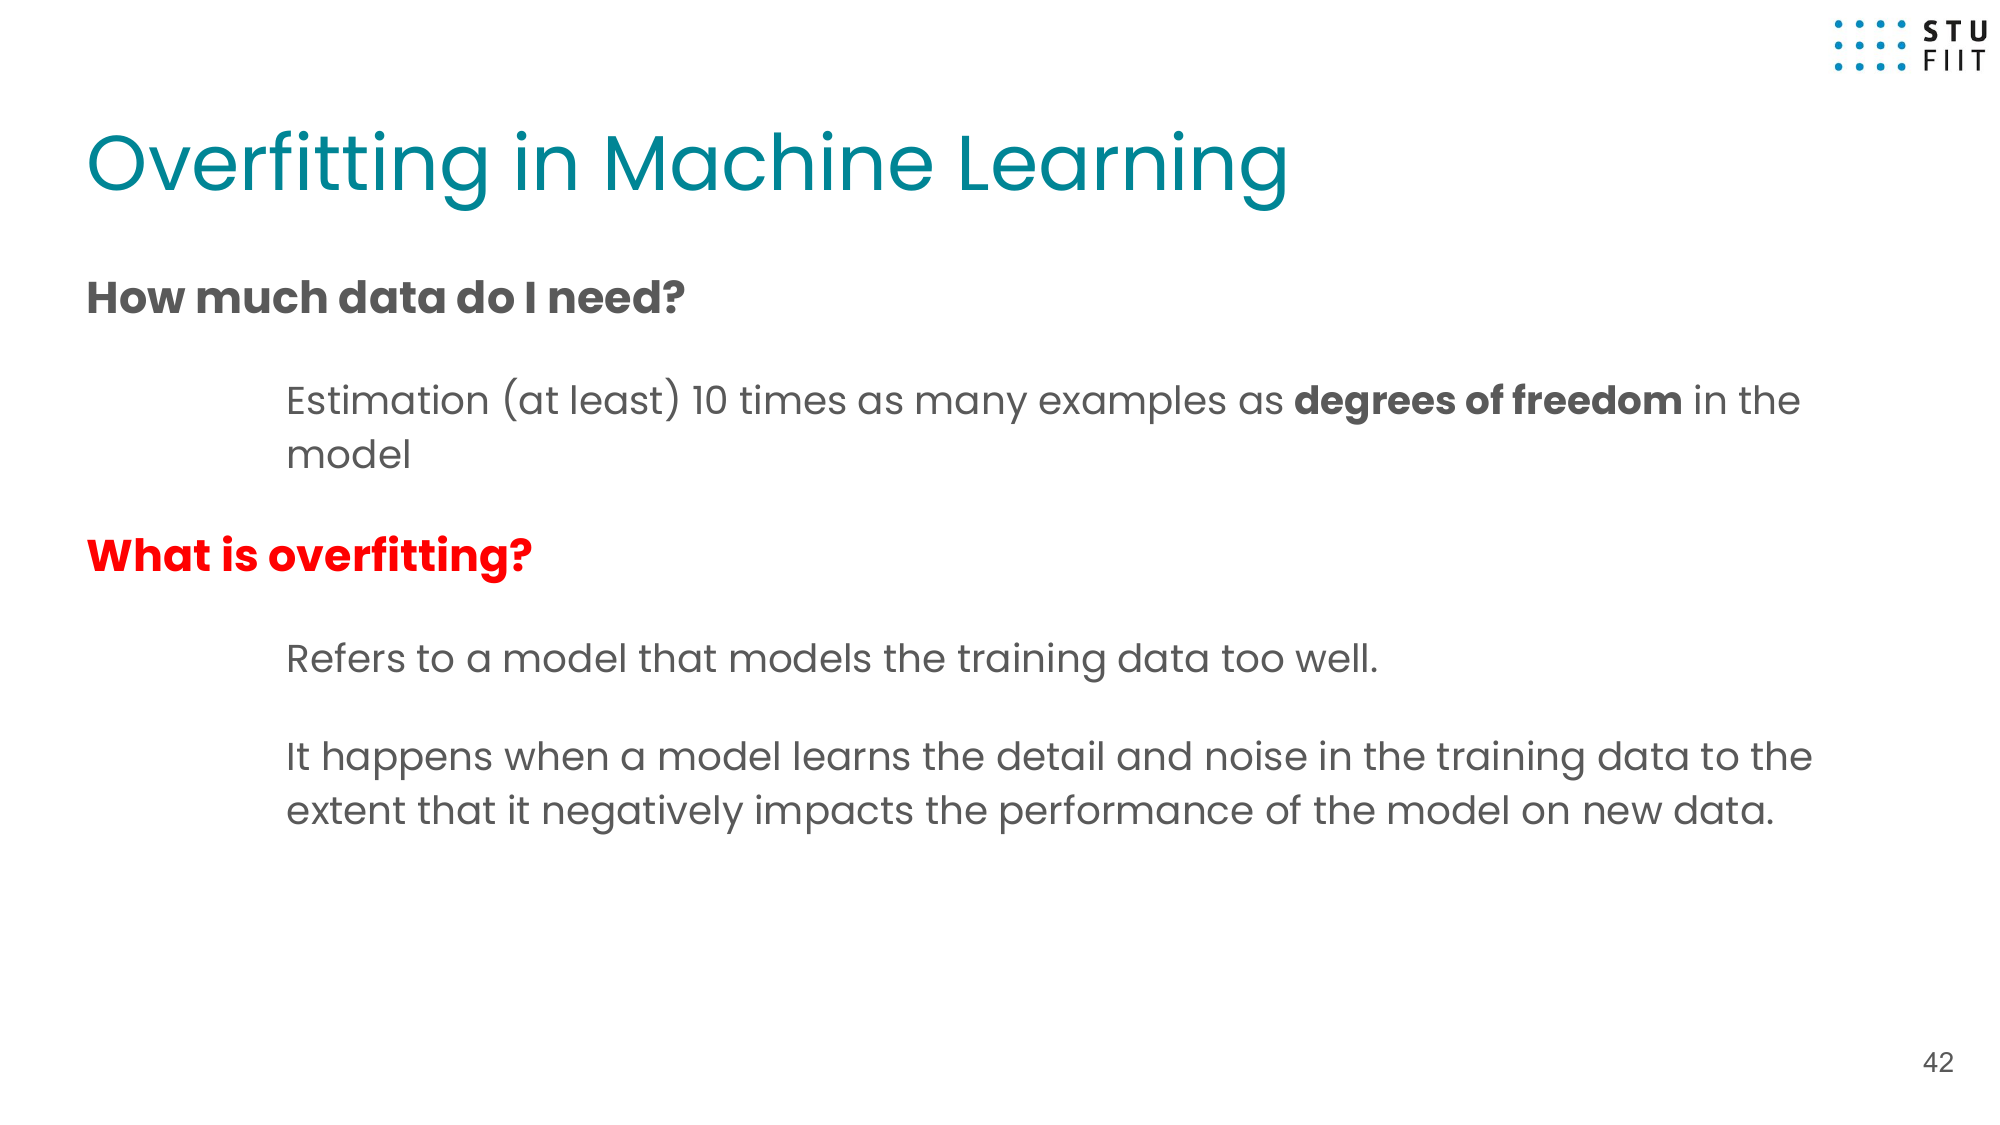 STU
FIIT
Overfitting in Machine Learning
How much data do I need?
Estimation (at least) 10 times as many examples as degrees of freedom in the
model
What is overfitting?
Refers to a model that models the training data too well.
It happens when a model learns the detail and noise in the training data to the
extent that it negatively impacts the performance of the model on new data.
42